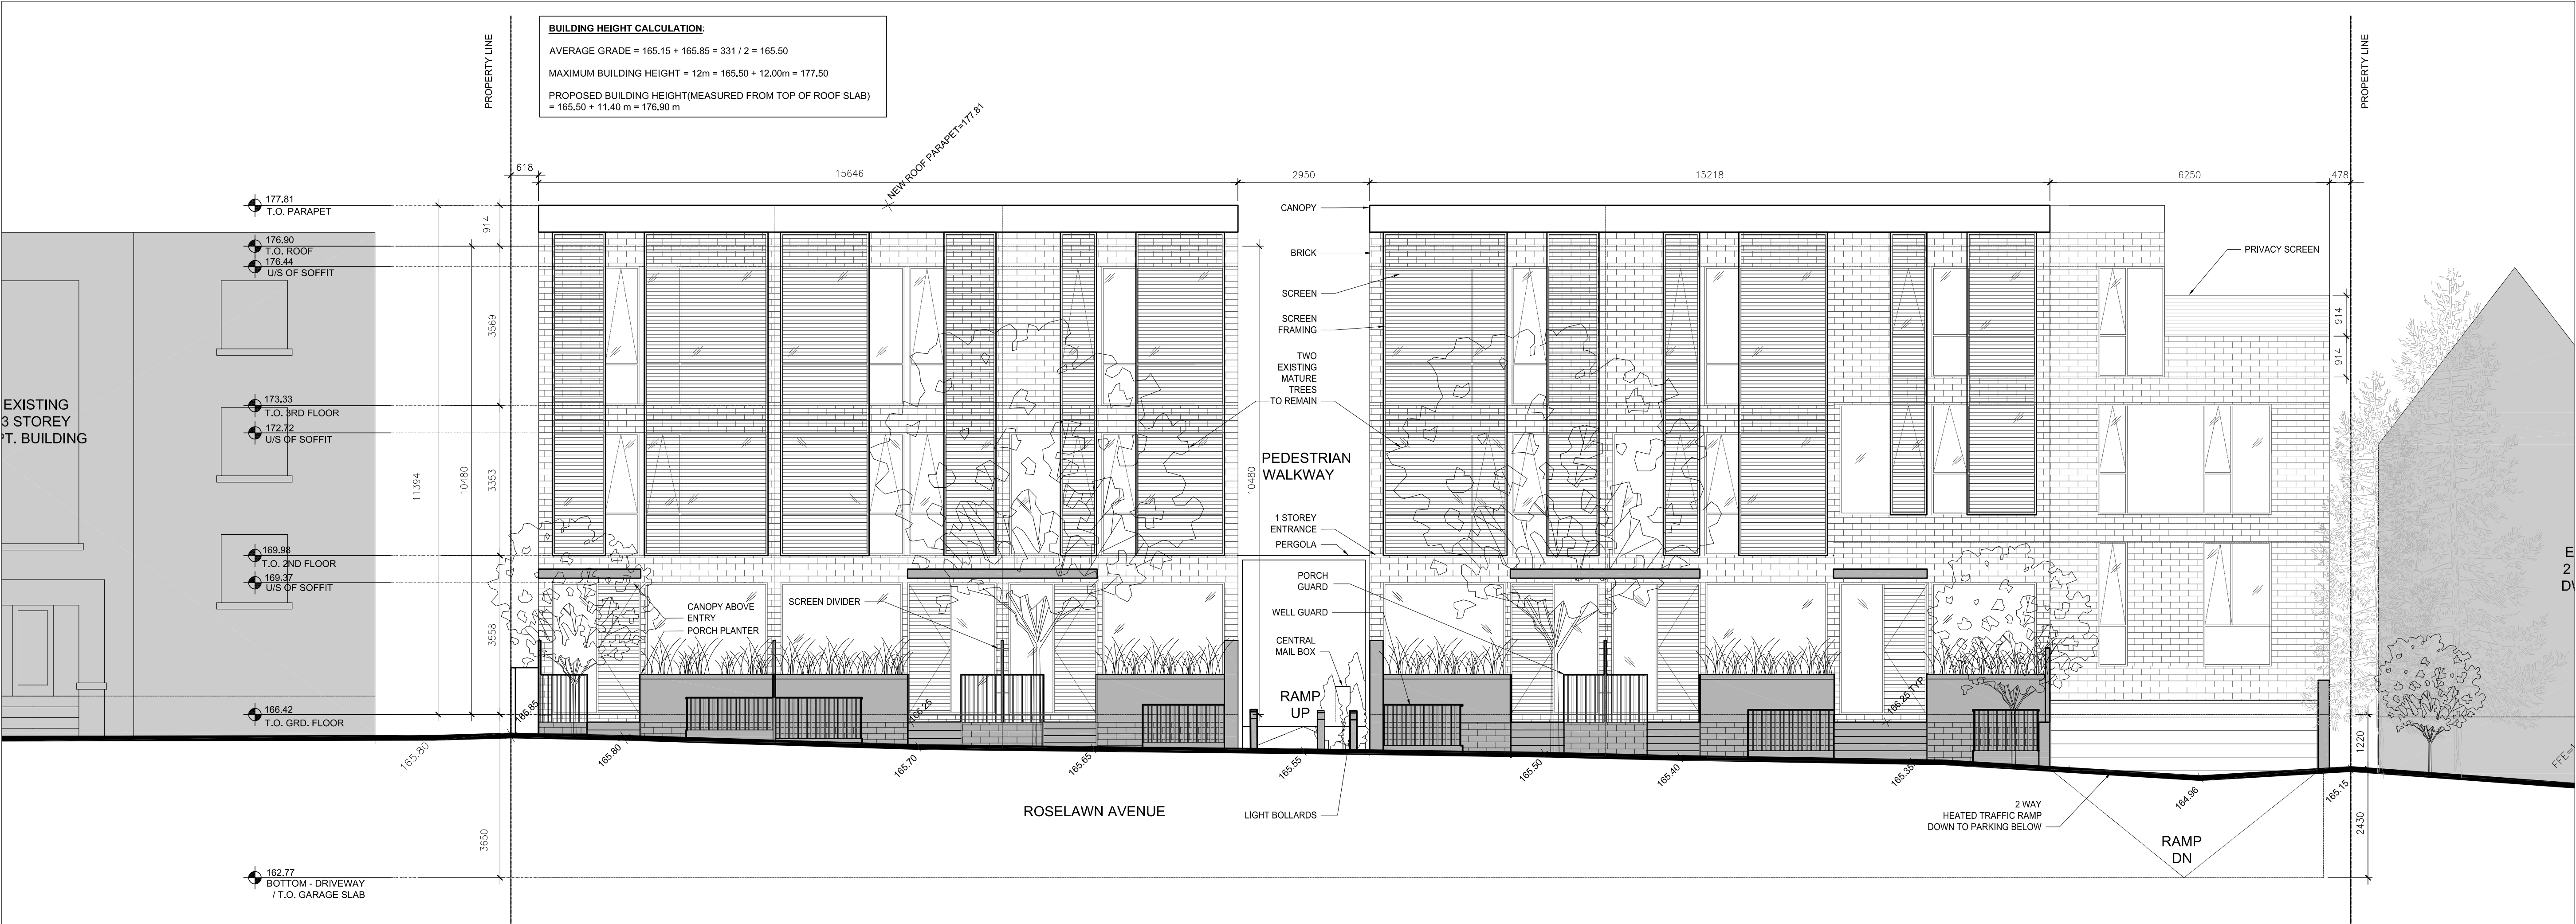 BUILDING HEIGHT CALCULATION:
AVERAGE GRADE = 165.15 + 165.85 = 331 / 2 = 165.50
MAXIMUM BUILDING HEIGHT = 12m = 165.50 + 12.00m = 177.50
PROPOSED BUILDING HEIGHT(MEASURED FROM TOP OF ROOF SLAB)
= 165.50 + 11.40 m = 176.90 m
PROPERTY LINE
PROPERTY LINE
NEW ROOF PARAPET=177.81
618
15646
2950
15218
6250
478
177.81
T.O. PARAPET
176.90
T.O. ROOF
176.44
U/S OF SOFFIT
173.33
T.O. 3RD FLOOR
172.72
U/S OF SOFFIT
169.98
T.O. 2ND FLOOR
169.37
U/S OF SOFFIT
166.42
T.O. GRD. FLOOR
162.77
BOTTOM - DRIVEWAY
/ T.O. GARAGE SLAB
EXISTING
3 STOREY
PT. BUILDING
914
3569
3353
3558
3650
10480
11394
10480
CANOPY
BRICK
SCREEN
SCREEN
FRAMING
TWO
EXISTING
MATURE
TREES
TO REMAIN
PEDESTRIAN
WALKWAY
1 STOREY
ENTRANCE
PERGOLA
PORCH
GUARD
WELL GUARD
CENTRAL
MAIL BOX
RAMP
UP
LIGHT BOLLARDS
CANOPY ABOVE
ENTRY
PORCH PLANTER
SCREEN DIVIDER
PRIVACY SCREEN
914
914
1220
2430
E
2
DW
FFE=1
165.80
165.85
165.80
166.25
165.70
165.65
165.55
165.50
165.40
166.25 TYP.
165.35
164.96
165.15
ROSELAWN AVENUE
2 WAY
HEATED TRAFFIC RAMP
DOWN TO PARKING BELOW
RAMP
DN